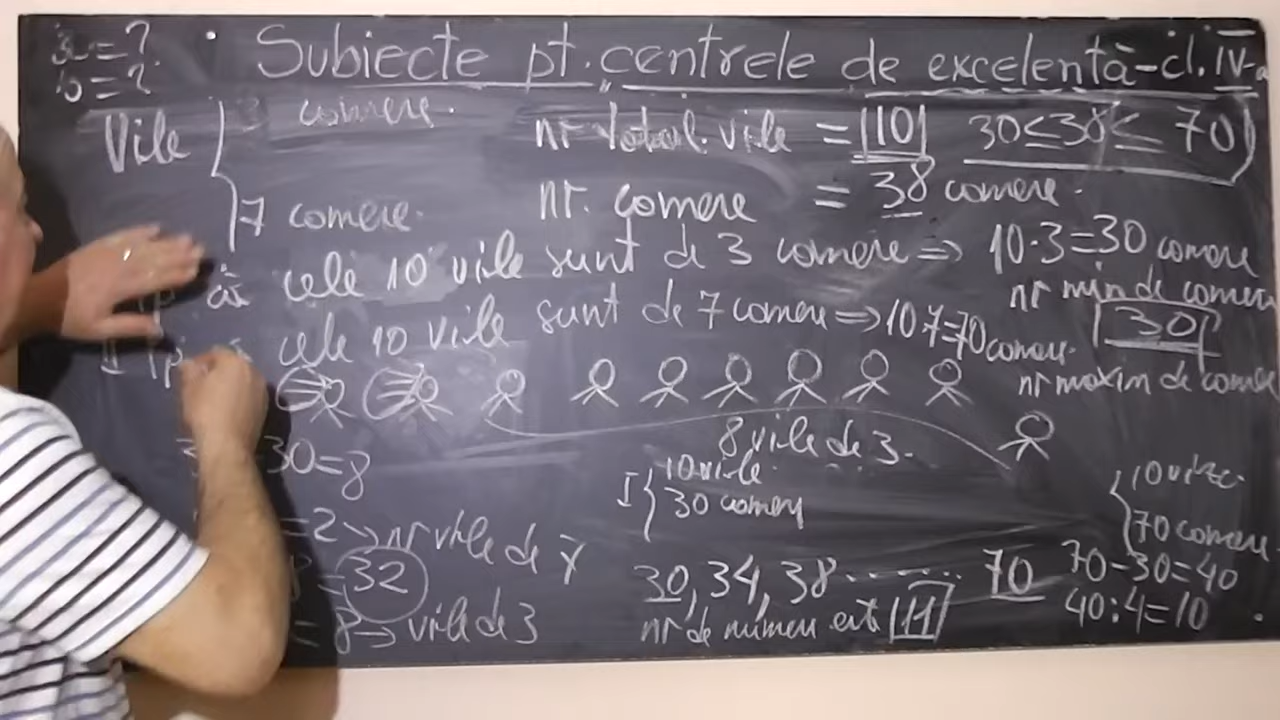 a=?
b=?
Subiecte pt. centrele de excelentă-cl. IV-a
Vile
3 camere.
7 camere.
nr total vile = 10
30≤38≤70
nr. camere = 38 camere.
cele 10 vile sunt de 3 camere => 10·3=30 camere
nr min de camere
30
I cele 10 vile sunt de 7 camere => 10·7=70 camere.
nr maxim de camere
8 vile de 3.
30=8
=2→nr vile de 7
=32
=8→vile de 3
I 10 vile.
30 camere
30, 34, 38....... 70
nr de numere este 11
10 vile.
70 camere.
70-30=40
40:4=10